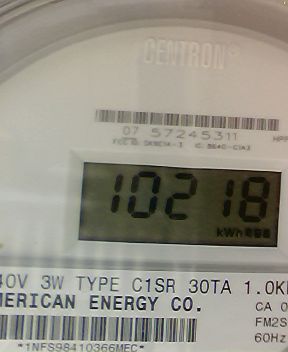 CENTRON®
07 57245311
10218
kWh
40V 3W TYPE C1SR 30TA 1.0K
MERICAN ENERGY CO.
CA 0
FM2S
60HZ
*1NFS98410366MEC*